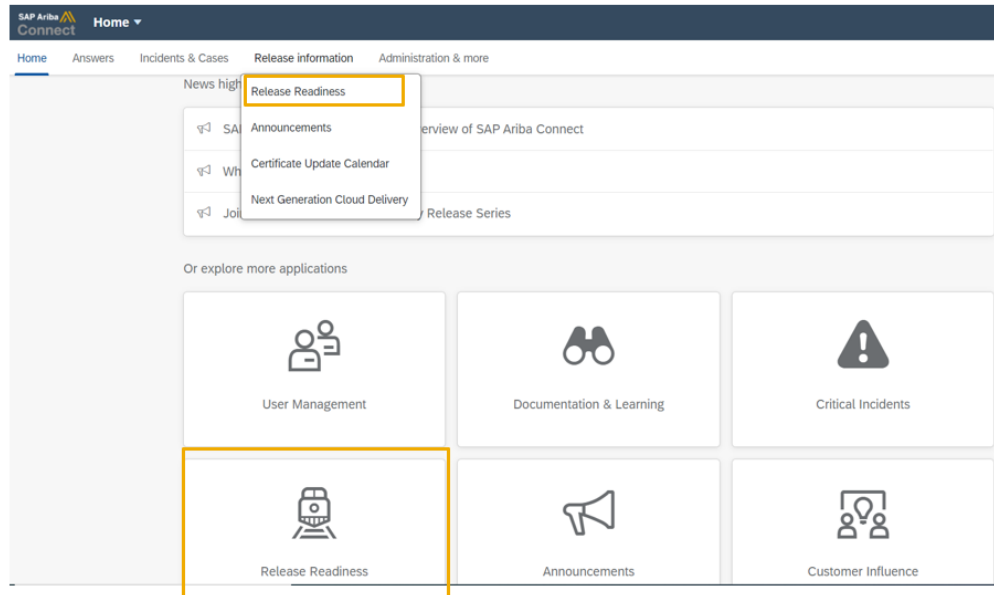 SAP Ariba
Connect
Home
Home Answers Incidents & Cases Release information Administration & more
News high
Release Readiness
SA erview of SAP Ariba Connect
Announcements
Wh
Certificate Update Calendar
Joi y Release Series
Next Generation Cloud Delivery
Or explore more applications
User Management Documentation & Learning Critical Incidents
Release Readiness Announcements Customer Influence